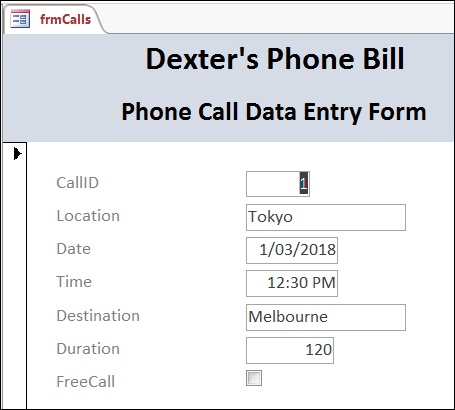 frmCalls
Dexter's Phone Bill
Phone Call Data Entry Form
CallID 1
Location Tokyo
Date 1/03/2018
Time 12:30 PM
Destination Melbourne
Duration 120
FreeCall